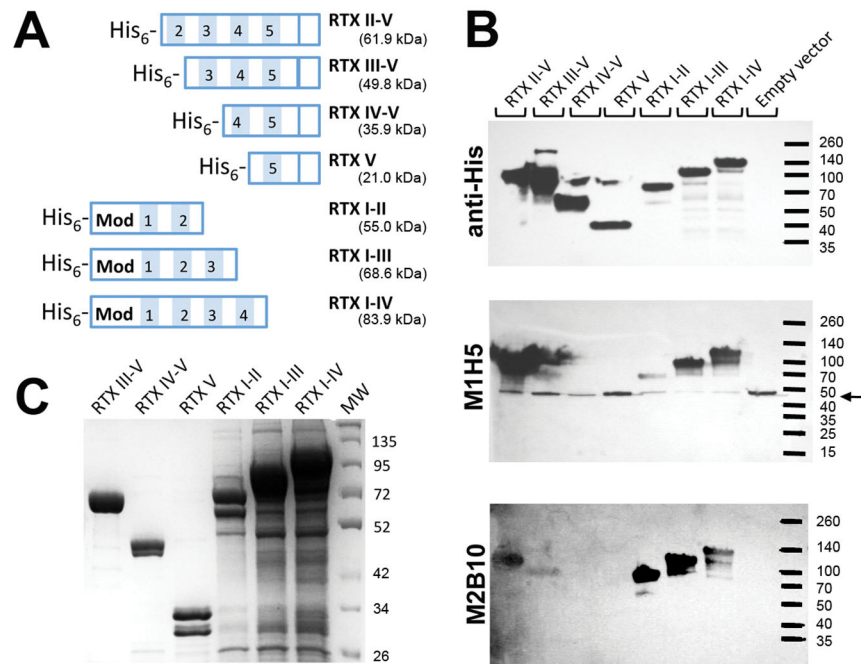 A
His6- 2 3 4 5 RTX II-V
(61.9 kDa)
His6- 3 4 5 RTX III-V
(49.8 kDa)
His6- 4 5 RTX IV-V
(35.9 kDa)
His6- 5 RTX V
(21.0 kDa)
His6- Mod 1 2 RTX I-II
(55.0 kDa)
His6- Mod 1 2 3 RTX I-III
(68.6 kDa)
His6- Mod 1 2 3 4 RTX I-IV
(83.9 kDa)
B
RTX II-V RTX III-V RTX IV-V RTX V RTX I-II RTX I-III RTX I-IV Empty vector
anti-His
260
140
100
70
50
40
35
M1H5
260
140
100
70
50
40
35
25
15
M2B10
260
140
100
70
50
40
35
C
RTX III-V RTX IV-V RTX V RTX I-II RTX I-III RTX I-IV MW
135
95
72
52
42
34
26